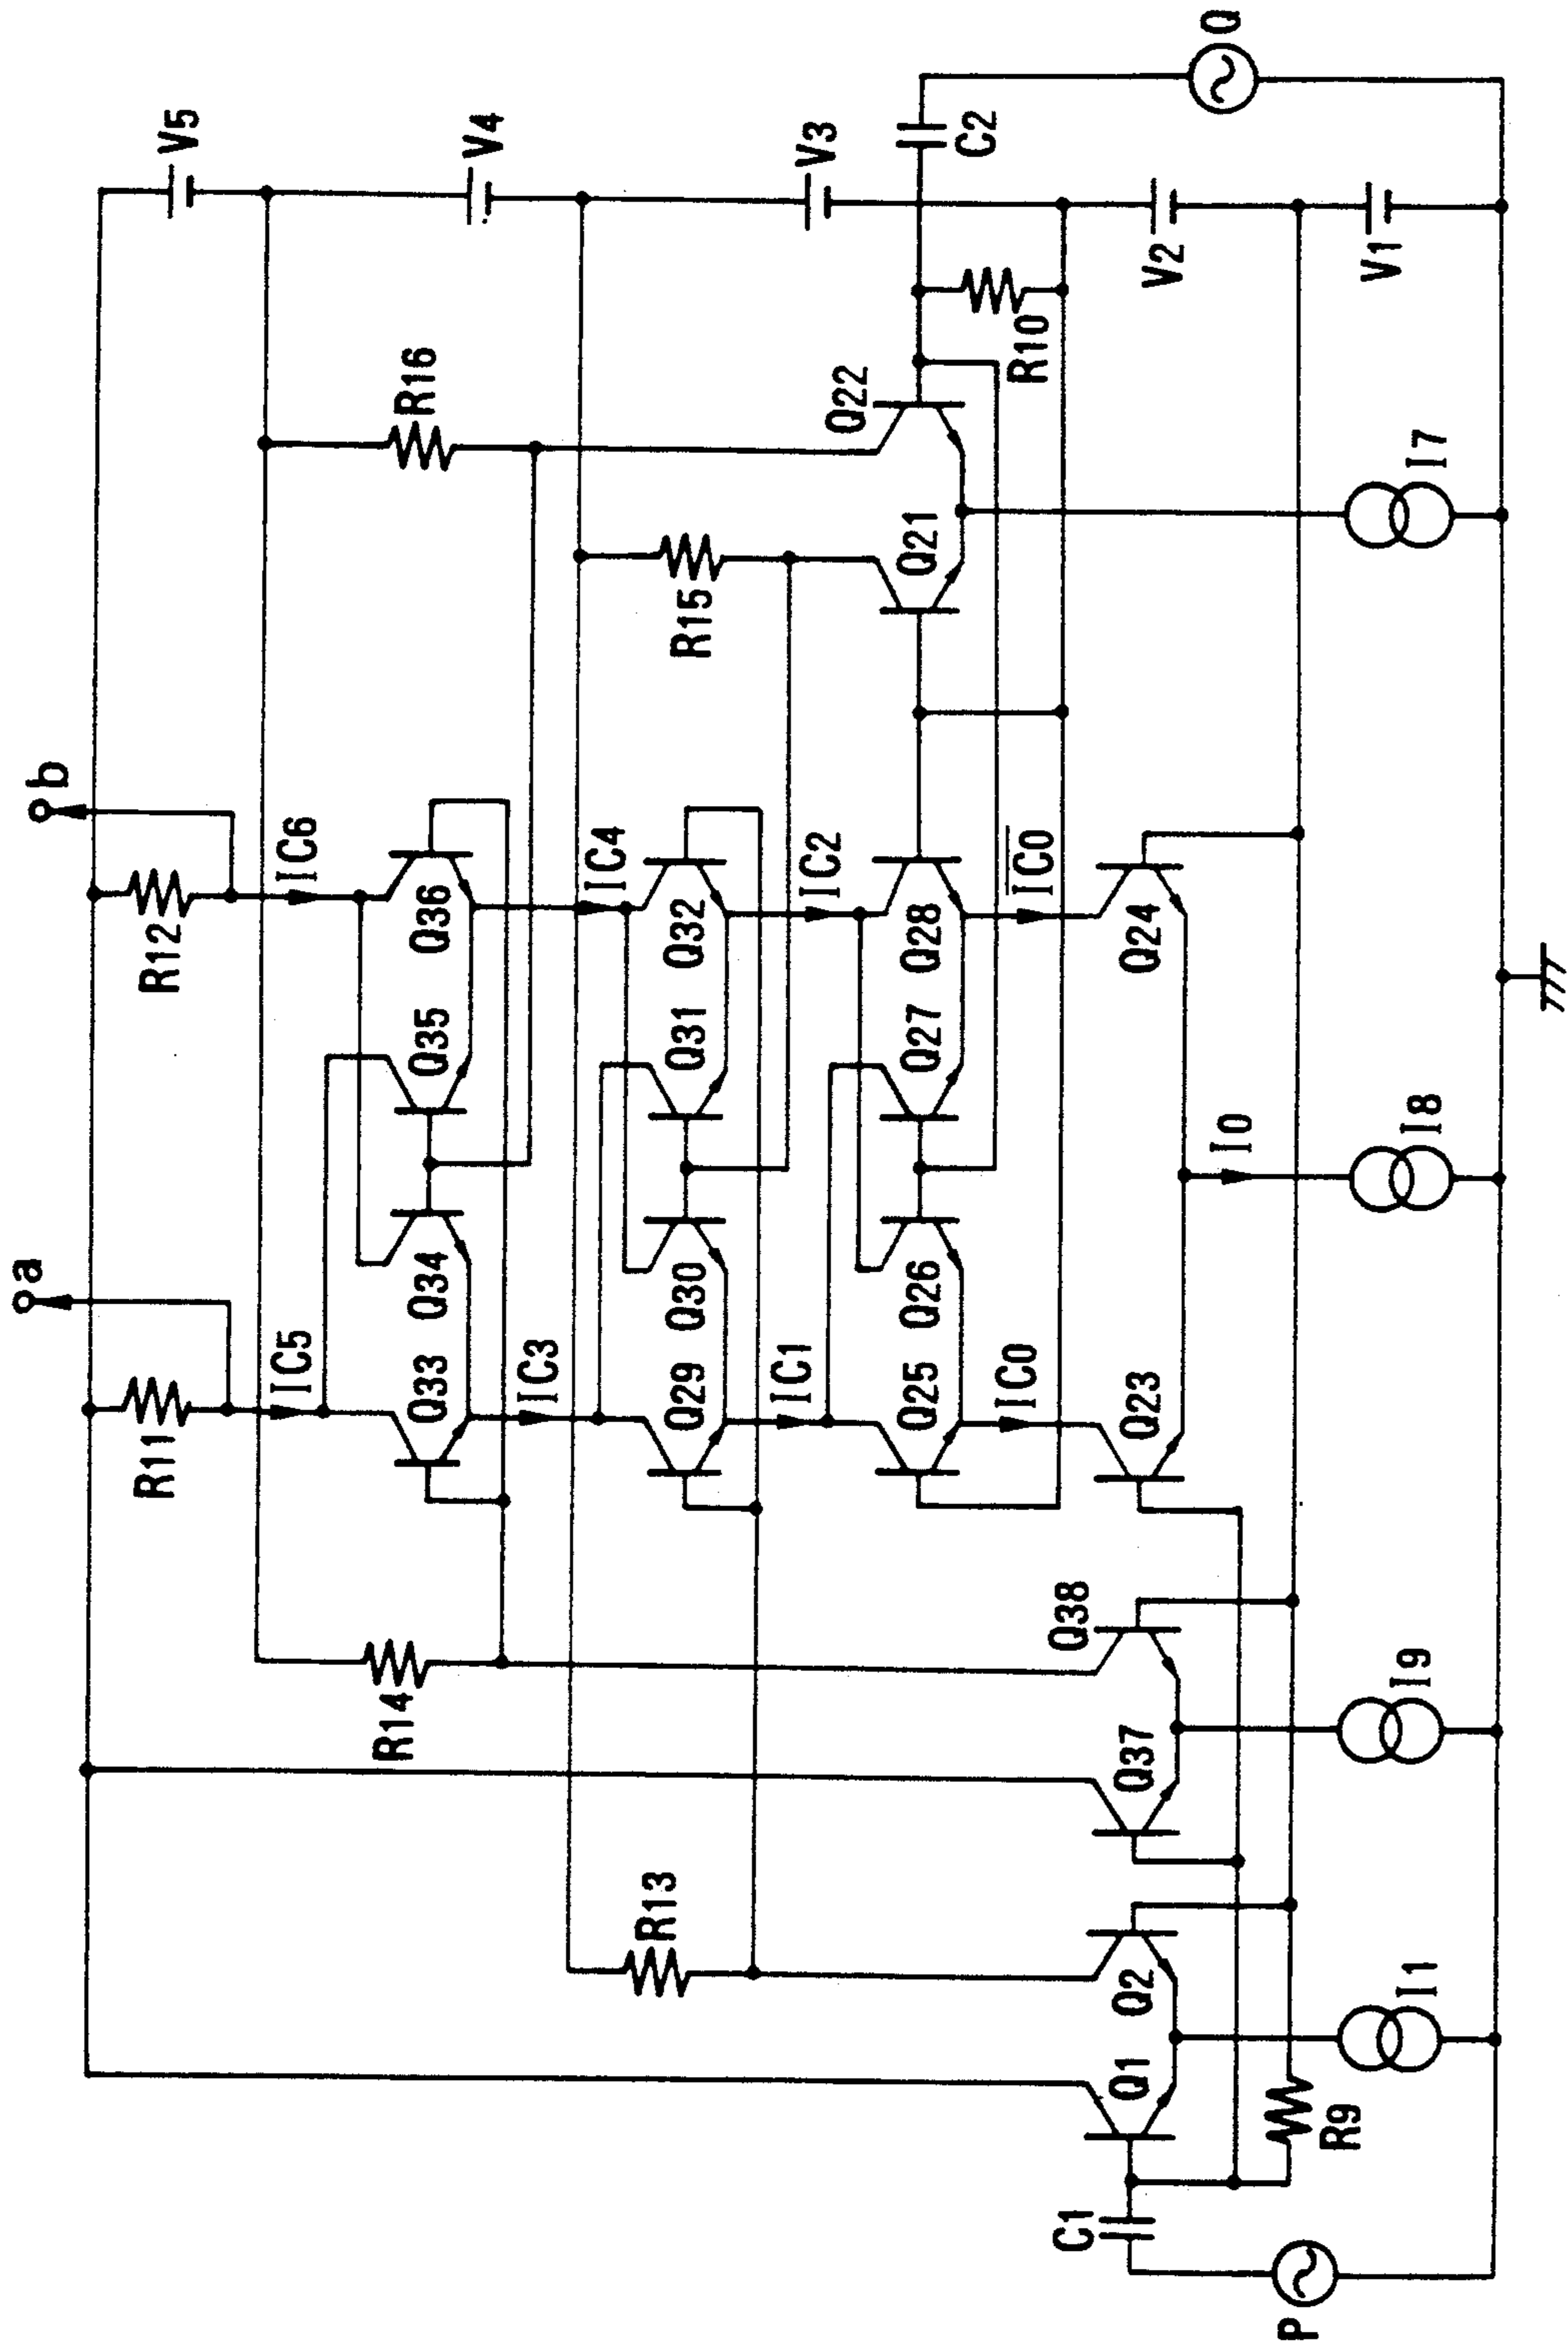 a
b
V5
R11
R12
IC5
IC6
R16
V4
R14
Q33
Q34
Q35
Q36
IC3
IC4
R13
R15
V3
Q29
Q30
Q31
Q32
IC1
IC2
Q22
Q21
C2
Q25
Q26
Q27
Q28
R10
Q
IC0
IC0
C1
Q1
Q2
Q37
Q38
Q23
Q24
V2
I0
P
R9
I1
I9
I8
I7
V1